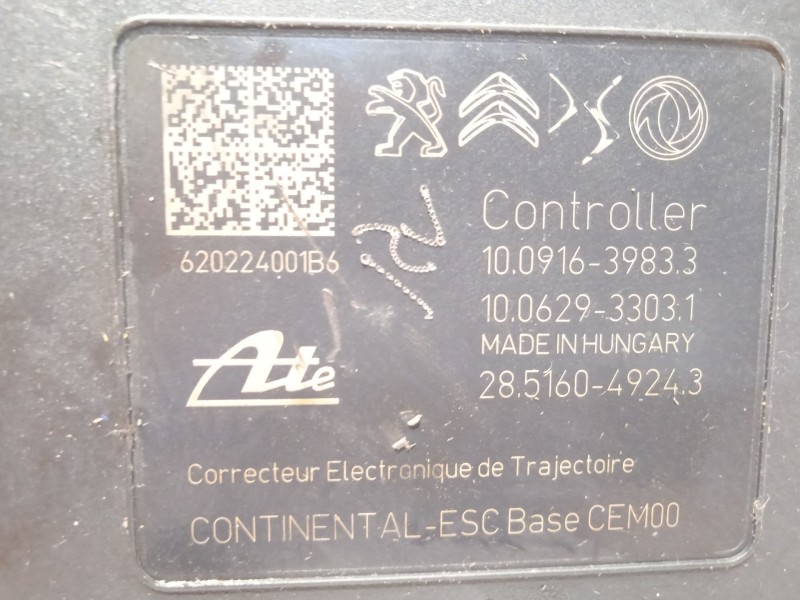 620224001B6
Controller
10.0916-3983.3
10.0629-3303.1
MADE IN HUNGARY
28.5160-4924.3
Ate
Correcteur Electronique de Trajectoire
CONTINENTAL-ESC Base CEM00